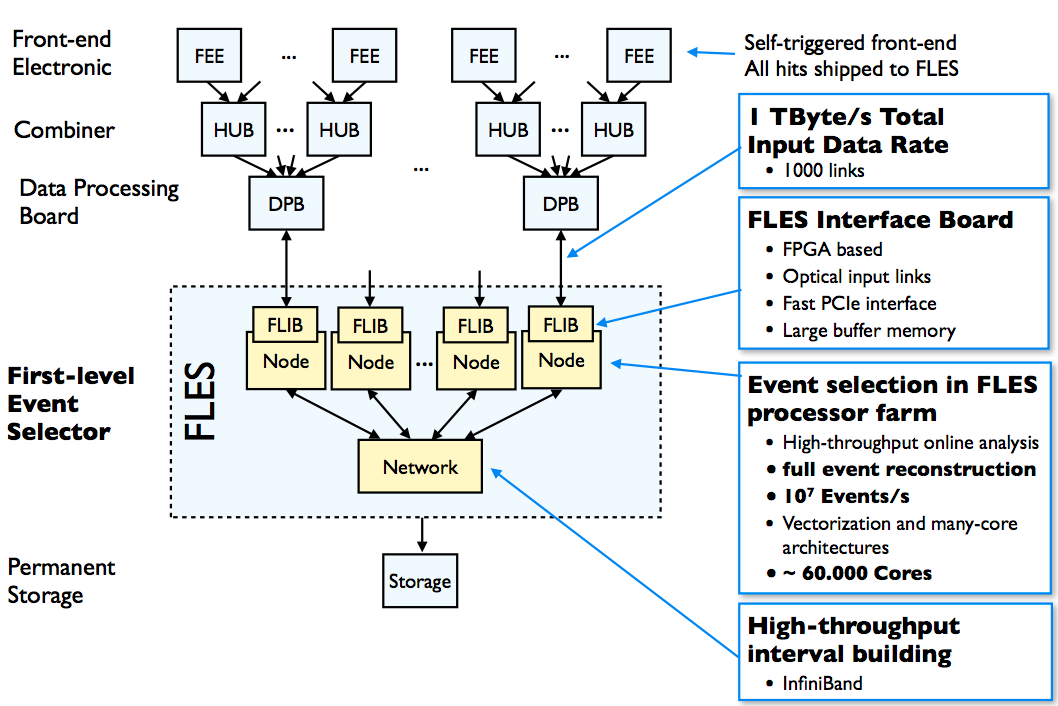 Front-end
Electronic
FEE
...
FEE
...
FEE
...
FEE
Self-triggered front-end
All hits shipped to FLES
Combiner
HUB
...
HUB
HUB
...
HUB
1 TByte/s Total
Input Data Rate
• 1000 links
Data Processing
Board
DPB
DPB
FLES Interface Board
• FPGA based
• Optical input links
• Fast PCIe interface
• Large buffer memory
First-level
Event
Selector
FLES
FLIB
Node
FLIB
Node
...
FLIB
Node
FLIB
Node
Network
Event selection in FLES
processor farm
• High-throughput online analysis
• full event reconstruction
• 10⁷ Events/s
• Vectorization and many-core
architectures
• ~ 60.000 Cores
Permanent
Storage
Storage
High-throughput
interval building
• InfiniBand